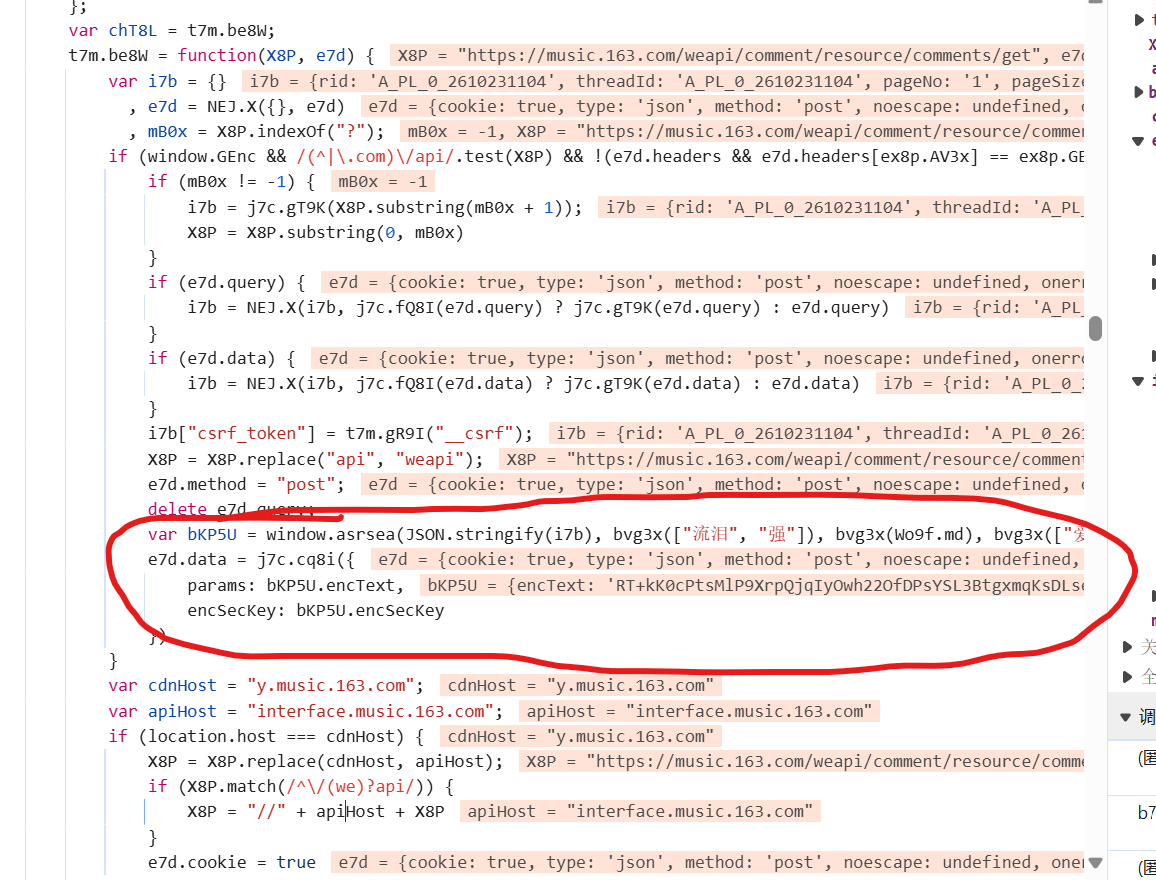 };
var chT8L = t7m.be8W;
t7m.be8W = function(X8P, e7d) { X8P = "https://music.163.com/weapi/comment/resource/comments/get", e7d
var i7b = {} i7b = {rid: 'A_PL_0_2610231104', threadId: 'A_PL_0_2610231104', pageNo: '1', pageSize
, e7d = NEJ.X({}, e7d) e7d = {cookie: true, type: 'json', method: 'post', noescape: undefined,
, mB0x = X8P.indexOf("?"); mB0x = -1, X8P = "https://music.163.com/weapi/comment/resource/commen
if (window.GEnc && /(^|\.com)\/api/.test(X8P) && !(e7d.headers && e7d.headers[ex8p.AV3x] == ex8p.GE
if (mB0x != -1) { mB0x = -1
i7b = j7c.gT9K(X8P.substring(mB0x + 1)); i7b = {rid: 'A_PL_0_2610231104', threadId: 'A_PL_
X8P = X8P.substring(0, mB0x)
}
if (e7d.query) { e7d = {cookie: true, type: 'json', method: 'post', noescape: undefined, oner
i7b = NEJ.X(i7b, j7c.fQ8I(e7d.query) ? j7c.gT9K(e7d.query) : e7d.query) i7b = {rid: 'A_PL_
}
if (e7d.data) { e7d = {cookie: true, type: 'json', method: 'post', noescape: undefined, onerr
i7b = NEJ.X(i7b, j7c.fQ8I(e7d.data) ? j7c.gT9K(e7d.data) : e7d.data) i7b = {rid: 'A_PL_0_2
}
i7b["csrf_token"] = t7m.gR9I("__csrf"); i7b = {rid: 'A_PL_0_2610231104', threadId: 'A_PL_0_261
X8P = X8P.replace("api", "weapi"); X8P = "https://music.163.com/weapi/comment/resource/comment
e7d.method = "post"; e7d = {cookie: true, type: 'json', method: 'post', noescape: undefined,
delete e7d.query;
var bKP5U = window.asrsea(JSON.stringify(i7b), bvg3x(["流泪", "强"]), bvg3x(Wo9f.md), bvg3x(["爱
e7d.data = j7c.cq8i({ e7d = {cookie: true, type: 'json', method: 'post', noescape: undefined,
params: bKP5U.encText, bKP5U = {encText: 'RT+kK0cPtsMlP9XrpQjqIyOwh22OfDPsYSL3BtgxmqKsDLse
encSecKey: bKP5U.encSecKey
})
}
var cdnHost = "y.music.163.com"; cdnHost = "y.music.163.com"
var apiHost = "interface.music.163.com"; apiHost = "interface.music.163.com"
if (location.host === cdnHost) { cdnHost = "y.music.163.com"
X8P = X8P.replace(cdnHost, apiHost); X8P = "https://music.163.com/weapi/comment/resource/comme
if (X8P.match(/^\/(we)?api/)) {
X8P = "//" + apiHost + X8P apiHost = "interface.music.163.com"
}
e7d.cookie = true e7d = {cookie: true, type: 'json', method: 'post', noescape: undefined, oner
关
全
调
(匿
b7
(匿